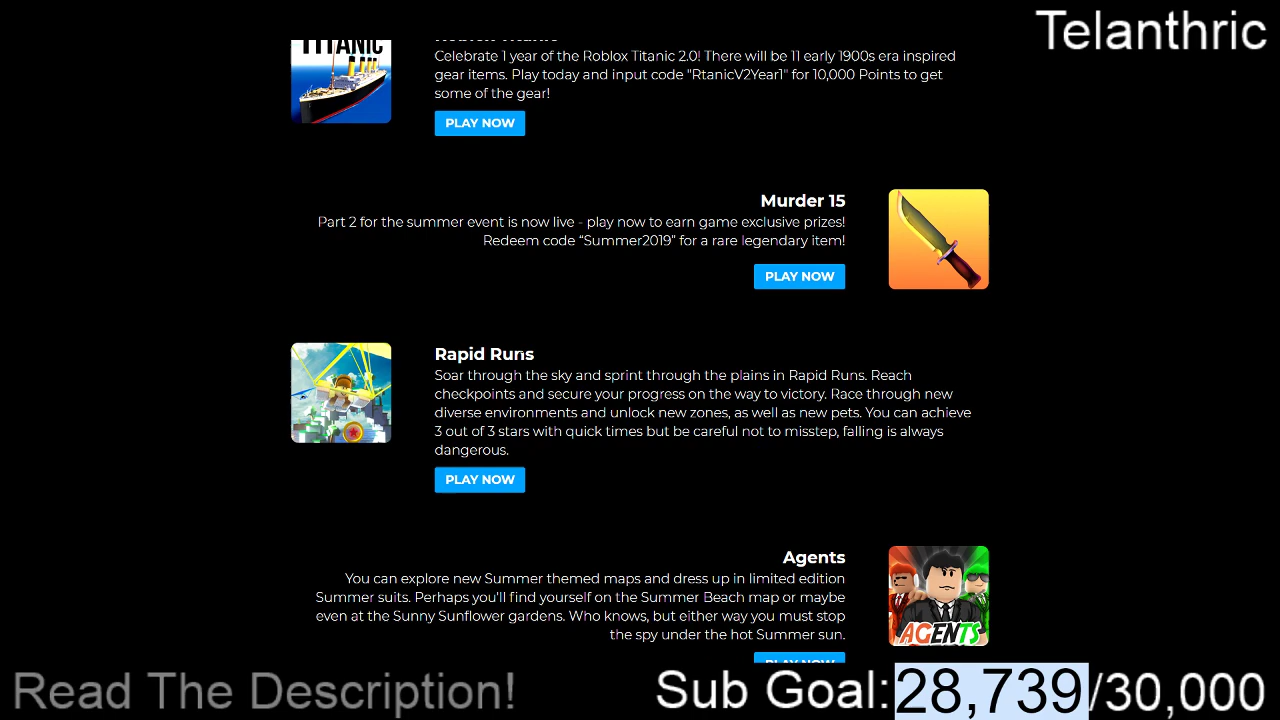 Telanthric
TITANIC
Celebrate 1 year of the Roblox Titanic 2.0! There will be 11 early 1900s era inspired
gear items. Play today and input code "RtanicV2Year1" for 10,000 Points to get
some of the gear!
PLAY NOW
Murder 15
Part 2 for the summer event is now live - play now to earn game exclusive prizes!
Redeem code “Summer2019” for a rare legendary item!
PLAY NOW
Rapid Runs
Soar through the sky and sprint through the plains in Rapid Runs. Reach
checkpoints and secure your progress on the way to victory. Race through new
diverse environments and unlock new zones, as well as new pets. You can achieve
3 out of 3 stars with quick times but be careful not to misstep, falling is always
dangerous.
PLAY NOW
Agents
You can explore new Summer themed maps and dress up in limited edition
Summer suits. Perhaps you'll find yourself on the Summer Beach map or maybe
even at the Sunny Sunflower gardens. Who knows, but either way you must stop
the spy under the hot Summer sun.
AGENTS
PLAY NOW
Read The Description!
Sub Goal:28,739/30,000